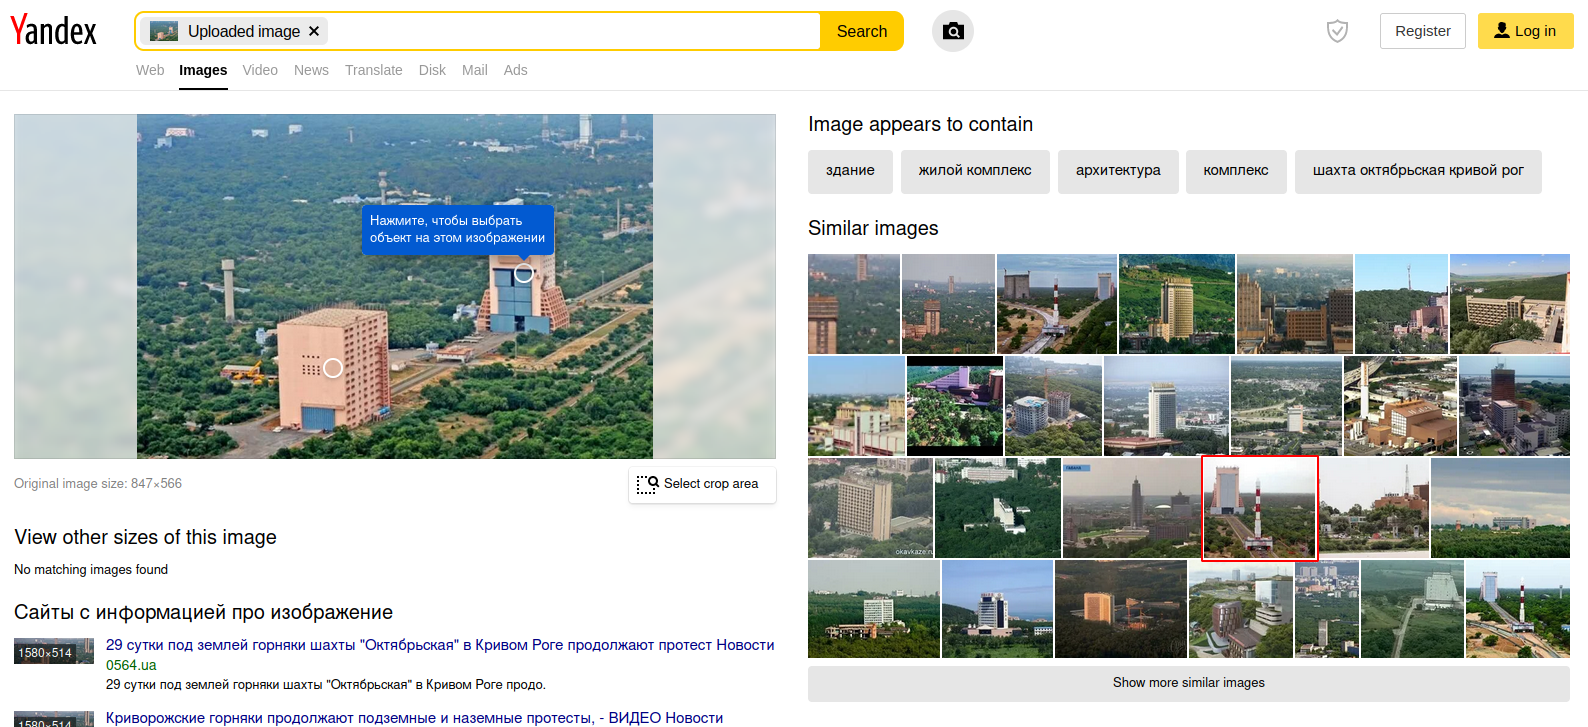 Yandex
Uploaded image
Search
Register
Log in
Web Images Video News Translate Disk Mail Ads
Нажмите, чтобы выбрать
объект на этом изображении
Original image size: 847×566
Select crop area
View other sizes of this image
No matching images found
Сайты с информацией про изображение
1580×514
29 сутки под землей горняки шахты "Октябрьская" в Кривом Роге продолжают протест Новости
0564.ua
29 сутки под землей горняки шахты "Октябрьская" в Кривом Роге продо.
1580×514
Криворожские горняки продолжают подземные и наземные протесты, - ВИДЕО Новости
Image appears to contain
здание
жилой комплекс
архитектура
комплекс
шахта октябрьская кривой рог
Similar images
okavkaze.ru
Show more similar images